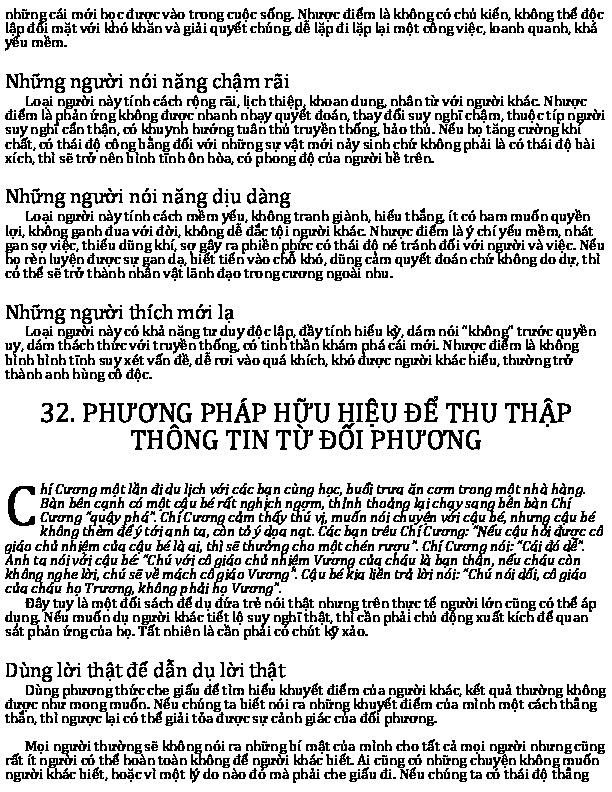 những cái mới học được vào trong cuộc sống. Nhược điểm là không có chủ kiến, không thể độc
lập đối mặt với khó khăn và giải quyết chúng, dễ lặp đi lặp lại một công việc, loanh quanh, khá
yếu mềm.
Những người nói năng chậm rãi
Loại người này tính cách rộng rãi, lịch thiệp, khoan dung, nhân từ với người khác. Nhược
điểm là phản ứng không được nhanh nhạy quyết đoán, thay đổi suy nghĩ chậm, thuộc típ người
suy nghĩ cẩn thận, có khuynh hướng tuân thủ truyền thống, bảo thủ. Nếu họ tăng cường khí
chất, có thái độ công bằng đối với những sự vật mới nảy sinh chứ không phải là có thái độ bài
xích, thì sẽ trở nên bình tĩnh ôn hòa, có phong độ của người bề trên.
Những người nói năng dịu dàng
Loại người này tính cách mềm yếu, không tranh giành, hiếu thắng, ít có ham muốn quyền
lợi, không ganh đua với đời, không dễ đắc tội người khác. Nhược điểm là ý chí yếu mềm, nhát
gan sợ việc, thiếu dũng khí, sợ gây ra phiền phức có thái độ né tránh đối với người và việc. Nếu
họ rèn luyện được sự gan dạ, biết tiến vào chỗ khó, dũng cảm quyết đoán chứ không do dự, thì
có thể sẽ trở thành nhân vật lãnh đạo trong cương ngoài nhu.
Những người thích mới lạ
Loại người này có khả năng tư duy độc lập, đầy tính hiếu kỳ, dám nói "không" trước quyền
uy, dám thách thức với truyền thống, có tinh thần khám phá cái mới. Nhược điểm là không
bình bình tĩnh suy xét vấn đề, dễ rơi vào quá khích, khó được người khác hiểu, thường trở
thành anh hùng cô độc.
32. PHƯƠNG PHÁP HỮU HIỆU ĐỂ THU THẬP
THÔNG TIN TỪ ĐỐI PHƯƠNG
Chí Cương một lần đi du lịch với các bạn cùng học, buổi trưa ăn cơm trong một nhà hàng.
Bàn bên cạnh có một cậu bé rất nghịch ngợm, thỉnh thoảng lại chạy sang bên bàn Chí
Cương "quậy phá". Chí Cương cảm thấy thú vị, muốn nói chuyện với cậu bé, nhưng cậu bé
không thèm để ý tới anh ta, còn tỏ ý dọa nạt. Các bạn trêu Chí Cương: "Nếu cậu hỏi được cô
giáo chủ nhiệm của cậu bé là ai, thì sẽ thưởng cho một chén rượu". Chí Cương nói: "Cái đó dễ".
Anh ta nói với cậu bé: "Chú với cô giáo chủ nhiệm Vương của cháu là bạn thân, nếu cháu còn
không nghe lời, chú sẽ về mách cô giáo Vương". Cậu bé kia liền trả lời nói: "Chú nói dối, cô giáo
của cháu họ Trương, không phải họ Vương".
Đây tuy là một đối sách để dụ đứa trẻ nói thật nhưng trên thực tế người lớn cũng có thể áp
dụng. Nếu muốn dụ người khác tiết lộ suy nghĩ thật, thì cần phải chủ động xuất kích để quan
sát phản ứng của họ. Tất nhiên là cần phải có chút kỹ xảo.
Dùng lời thật để dẫn dụ lời thật
Dùng phương thức che giấu để tìm hiểu khuyết điểm của người khác, kết quả thường không
được như mong muốn. Nếu chúng ta biết nói ra những khuyết điểm của mình một cách thẳng
thắn, thì ngược lại có thể giải tỏa được sự cảnh giác của đối phương.
Mọi người thường sẽ không nói ra những bí mật của mình cho tất cả mọi người nhưng cũng
rất ít người có thể hoàn toàn không để người khác biết. Ai cũng có những chuyện không muốn
người khác biết, hoặc vì một lý do nào đó mà phải che giấu đi. Nếu chúng ta có thái độ thẳng